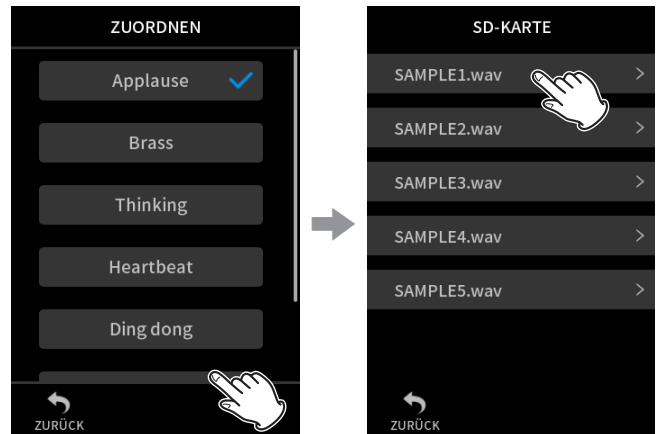 ZUORDNEN
Applause
Brass
Thinking
Heartbeat
Ding dong
ZURÜCK
SD-KARTE
SAMPLE1.wav
SAMPLE2.wav
SAMPLE3.wav
SAMPLE4.wav
SAMPLE5.wav
ZURÜCK